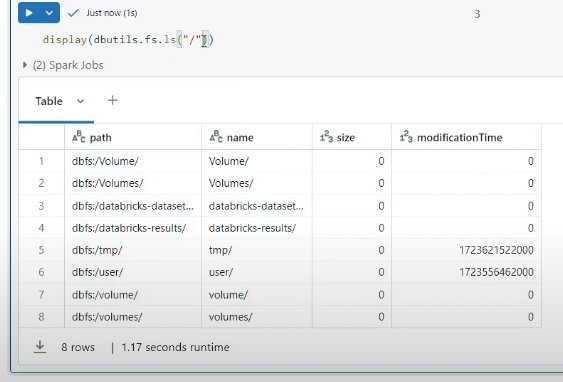 Just now (1s)
3
display(dbutils.fs.ls("/"))
(2) Spark Jobs
Table
path name size modificationTime
1 dbfs:/Volume/ Volume/ 0 0
2 dbfs:/Volumes/ Volumes/ 0 0
3 dbfs:/databricks-dataset... databricks-dataset... 0 0
4 dbfs:/databricks-results/ databricks-results/ 0 0
5 dbfs:/tmp/ tmp/ 0 1723621522000
6 dbfs:/user/ user/ 0 1723556462000
7 dbfs:/volume/ volume/ 0 0
8 dbfs:/volumes/ volumes/ 0 0
8 rows | 1.17 seconds runtime